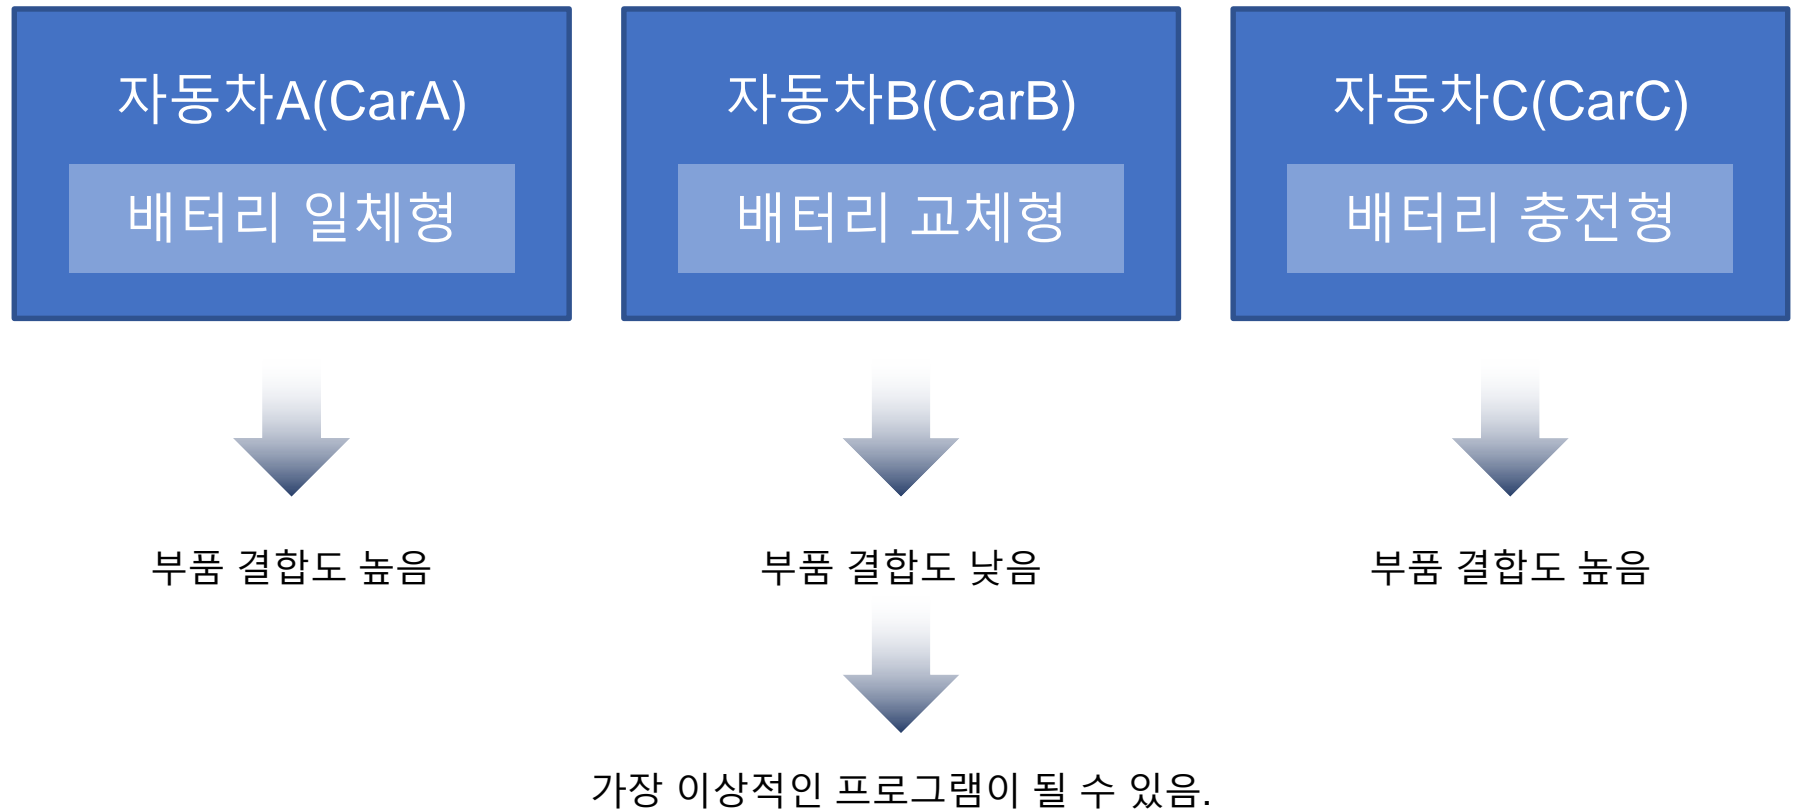 자동차A(CarA)
배터리 일체형
자동차B(CarB)
배터리 교체형
자동차C(CarC)
배터리 충전형
부품 결합도 높음
부품 결합도 낮음
부품 결합도 높음
가장 이상적인 프로그램이 될 수 있음.